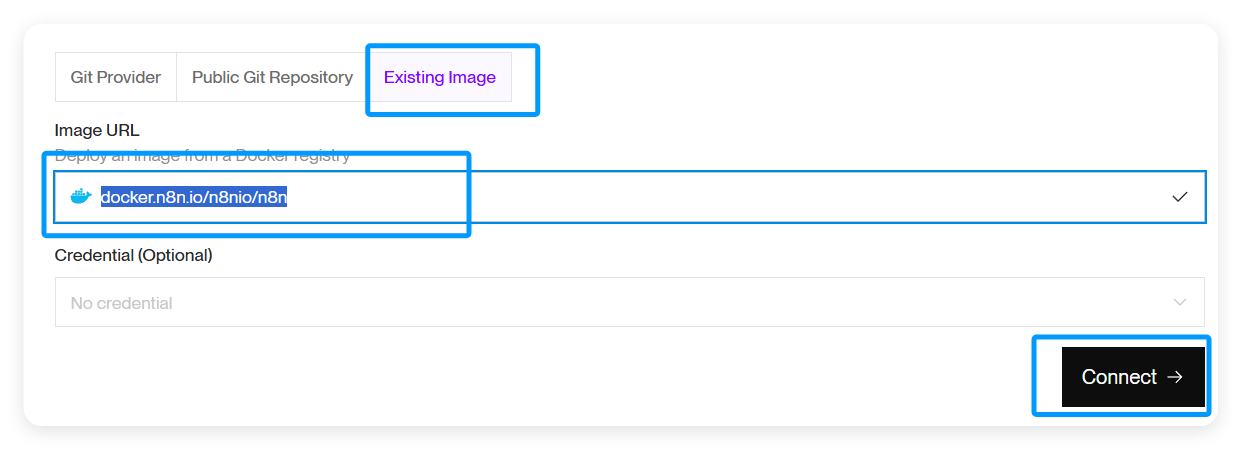 Git Provider Public Git Repository Existing Image
Image URL
Deploy an image from a Docker registry
docker.n8n.io/n8nio/n8n
Credential (Optional)
No credential
Connect →